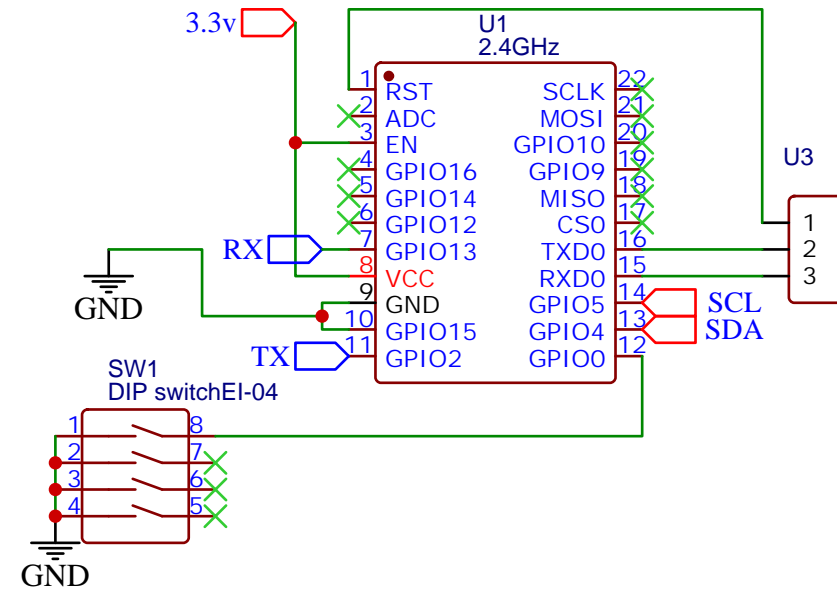 3.3v
U1
2.4GHz
1 RST
2 ADC
3 EN
4 GPIO16
5 GPIO14
6 GPIO12
7 GPIO13
8 VCC
9 GND
10 GPIO15
11 GPIO2
SCLK 22
MOSI 21
GPIO10 20
GPIO9 19
MISO 18
CS0 17
TXD0 16
RXD0 15
GPIO5 14
GPIO4 13
GPIO0 12
U3
1
2
3
RX
GND
TX
SCL
SDA
SW1
DIP switchEI-04
1 8
2 7
3 6
4 5
GND